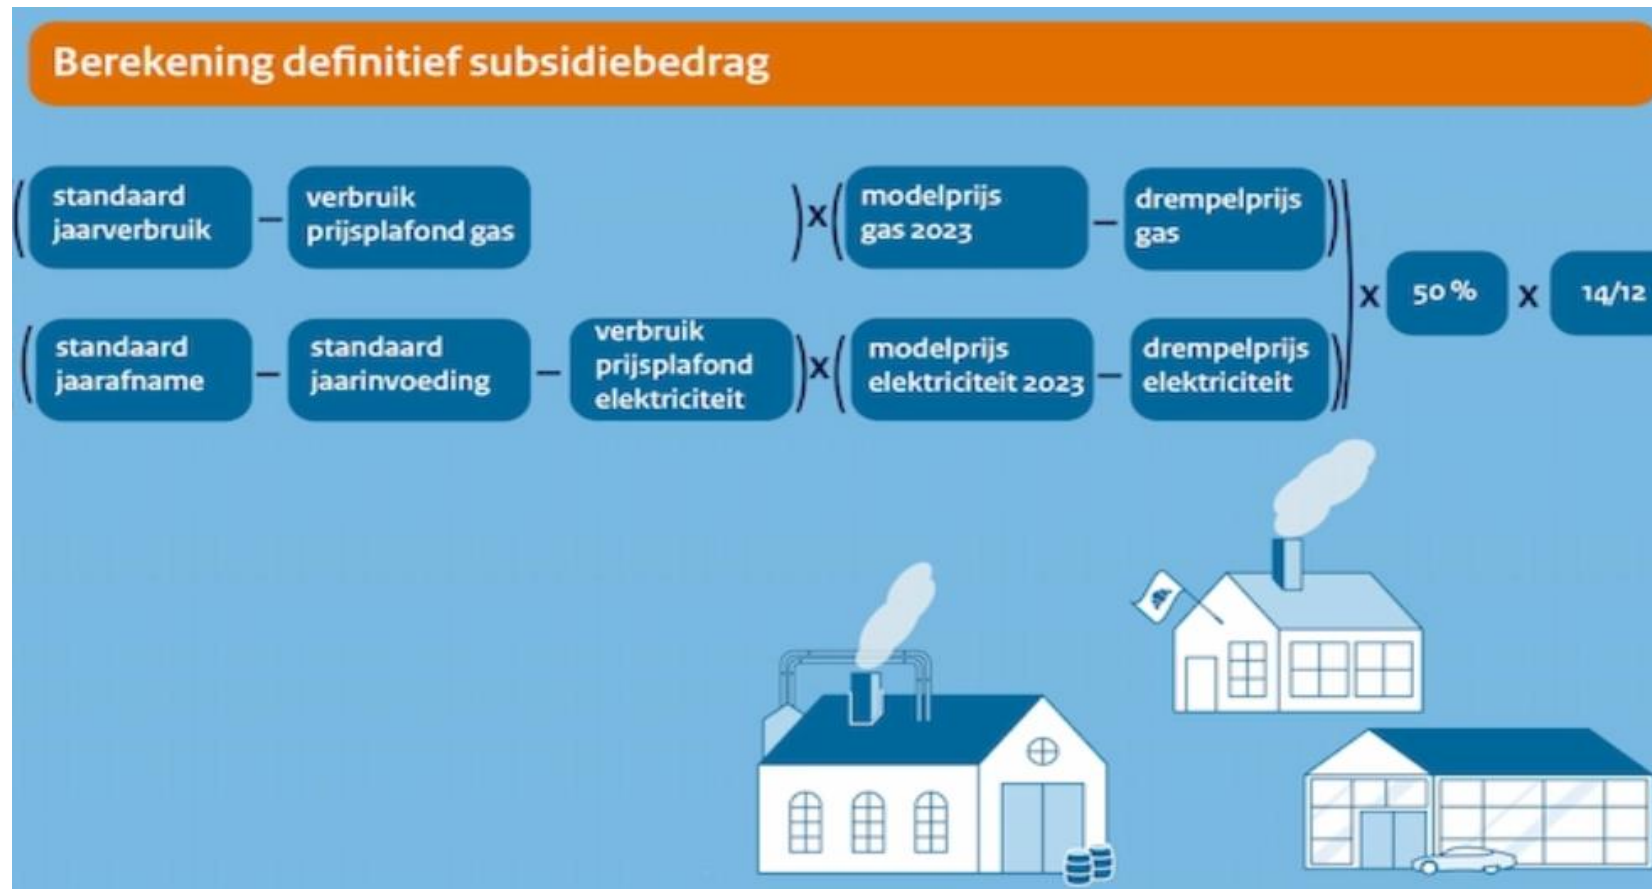 Berekening definitief subsidiebedrag
( standaard jaarverbruik – verbruik prijsplafond gas ) x ( modelprijs gas 2023 – drempelprijs gas ) )
( standaard jaarafname – standaard jaarinvoeding – verbruik prijsplafond elektriciteit ) x ( modelprijs elektriciteit 2023 – drempelprijs elektriciteit ) )
x 50 % x 14/12